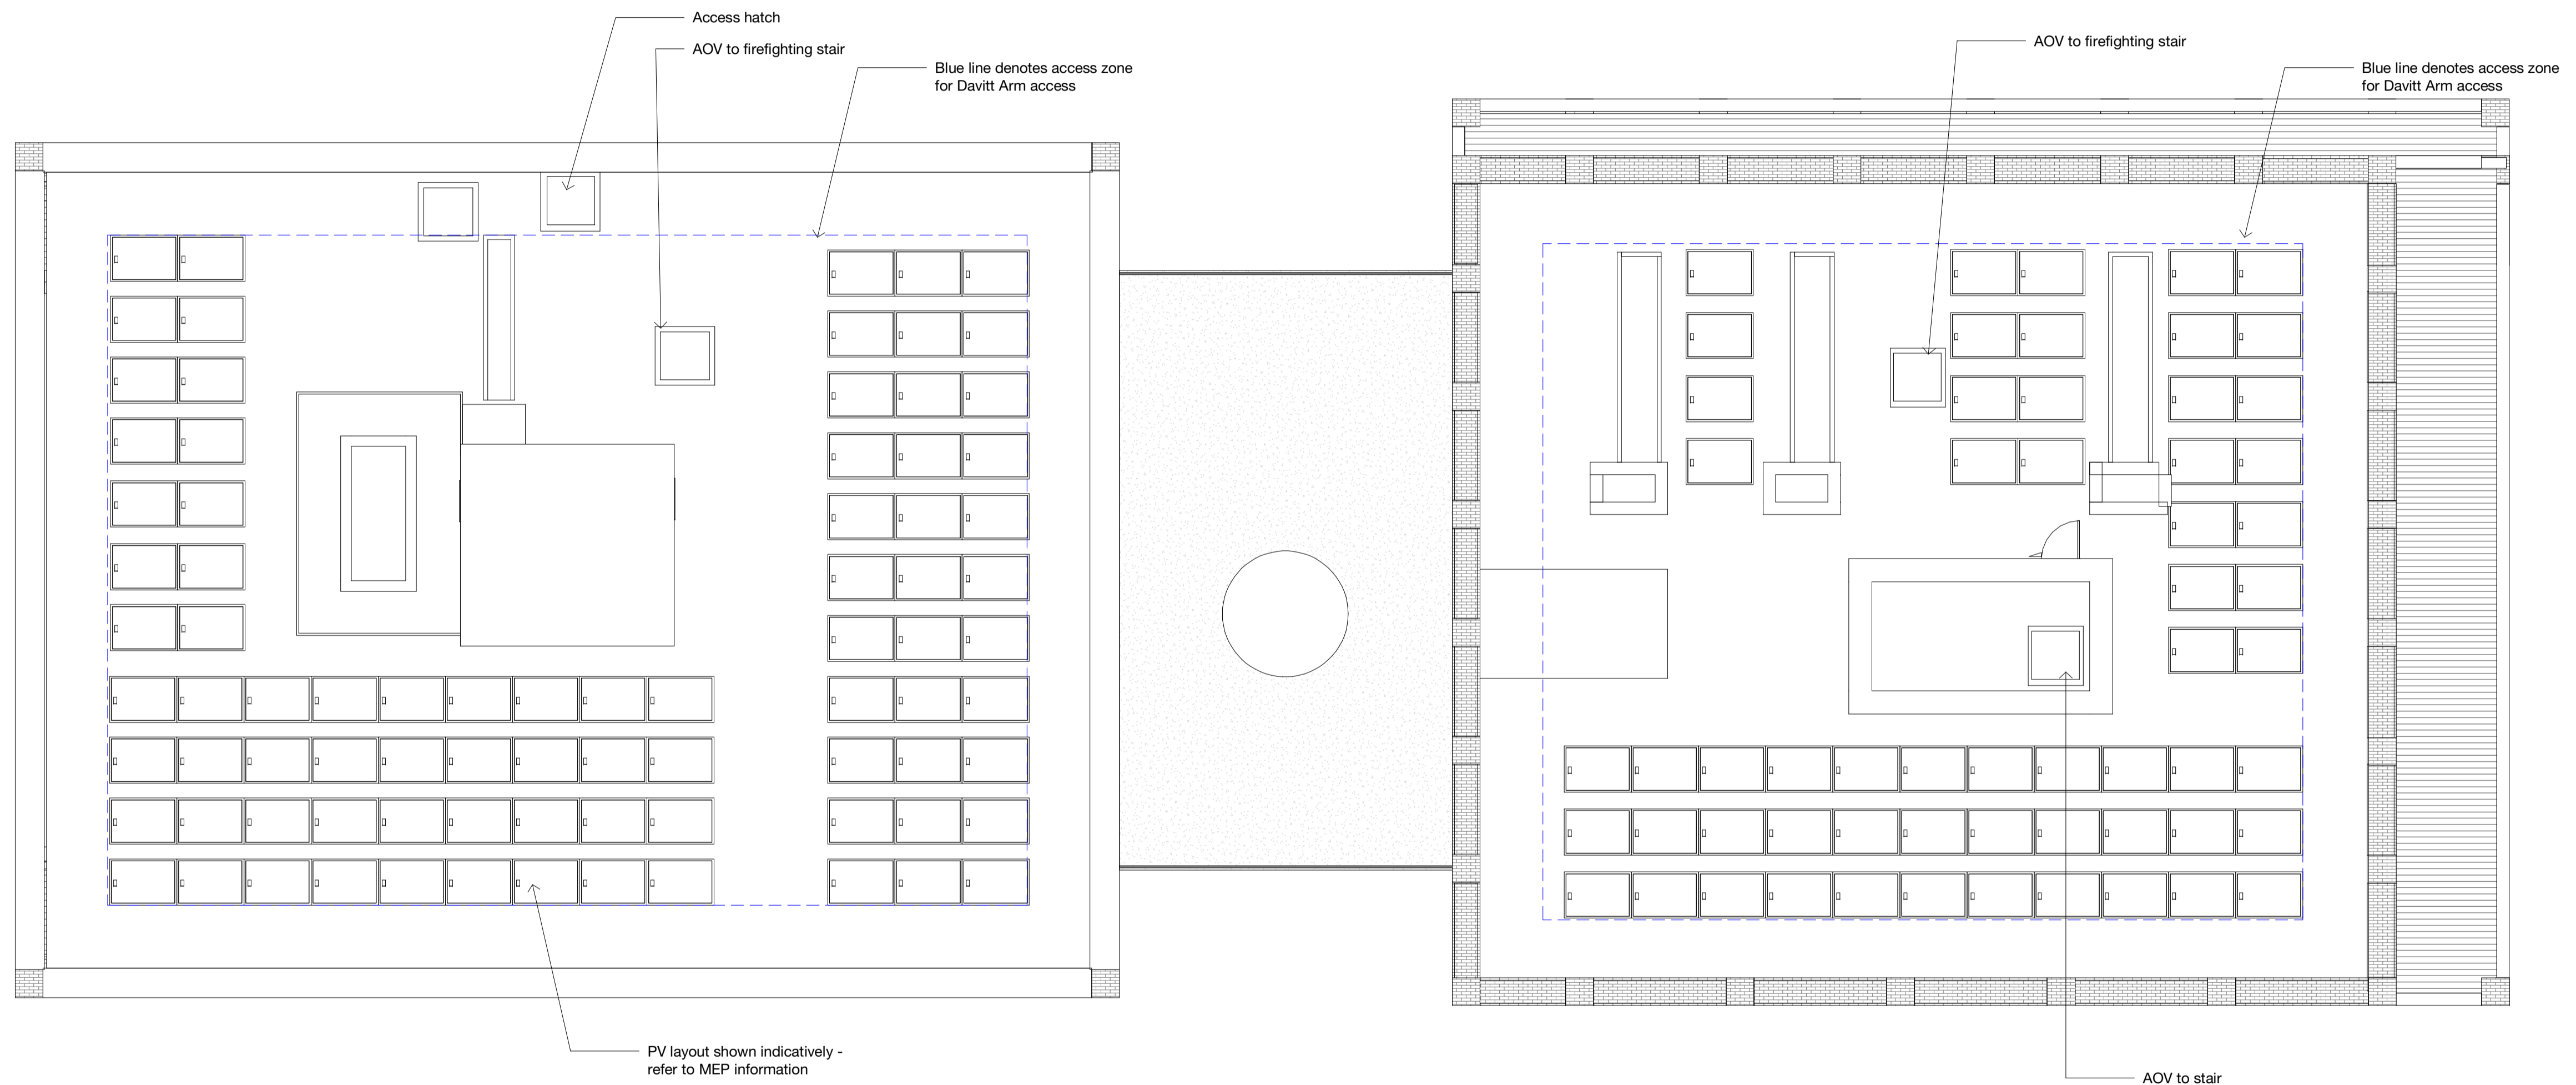 Access hatch
AOV to firefighting stair
Blue line denotes access zone
for Davitt Arm access
AOV to firefighting stair
Blue line denotes access zone
for Davitt Arm access
PV layout shown indicatively -
refer to MEP information
AOV to stair